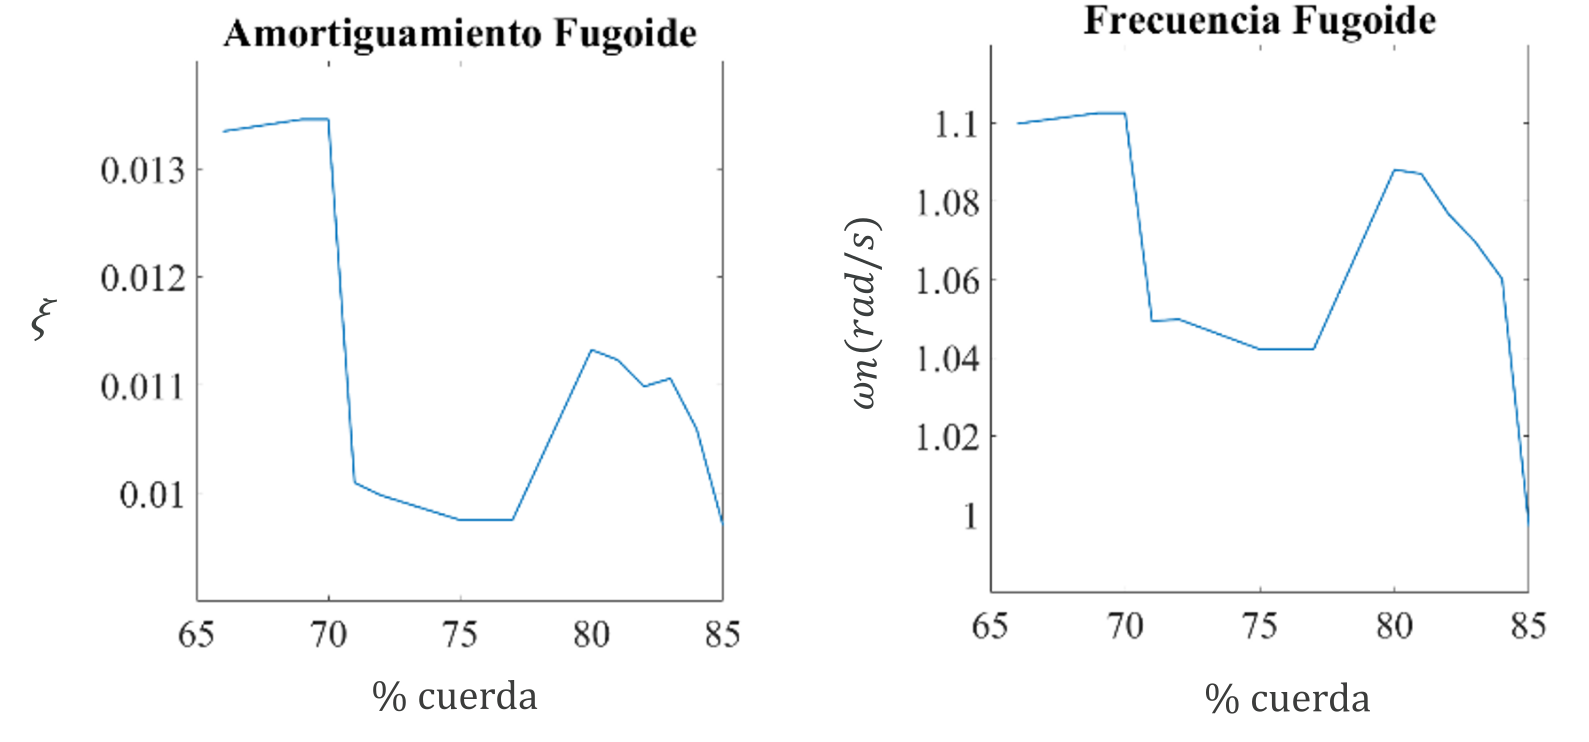 Amortiguamiento Fugoide
0.013
0.012
0.011
0.01
ξ
65 70 75 80 85
% cuerda
Frecuencia Fugoide
1.1
1.08
1.06
1.04
1.02
1
ωn(rad/s)
65 70 75 80 85
% cuerda